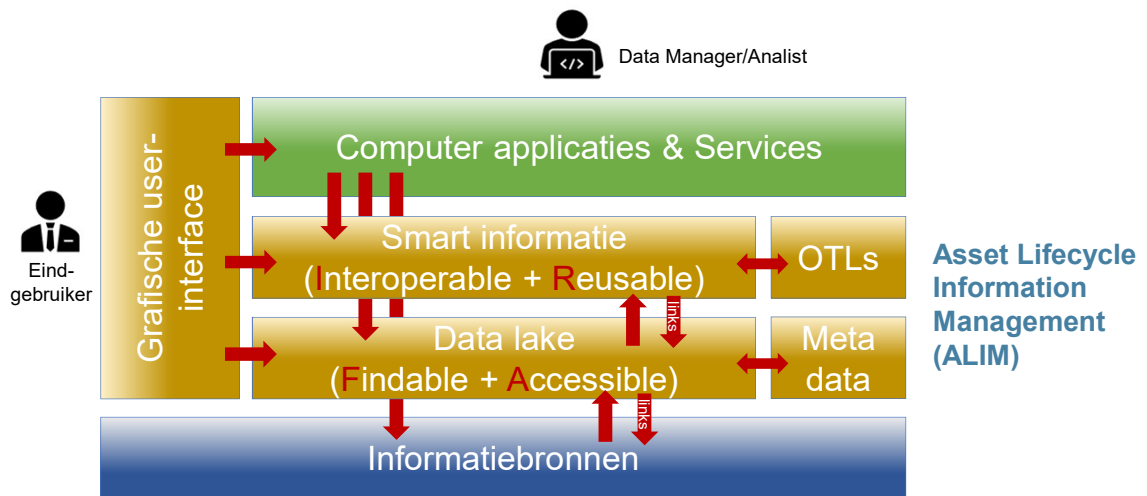 </>
Data Manager/Analist
Grafische user-
interface
Computer applicaties & Services
Eind-
gebruiker
Smart informatie
(Interoperable + Reusable)
OTLs
links
Data lake
(Findable + Accessible)
Meta
data
links
Informatiebronnen
Asset Lifecycle
Information
Management
(ALIM)